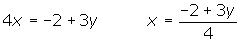 4x = −2 + 3y    x = (−2 + 3y)/4